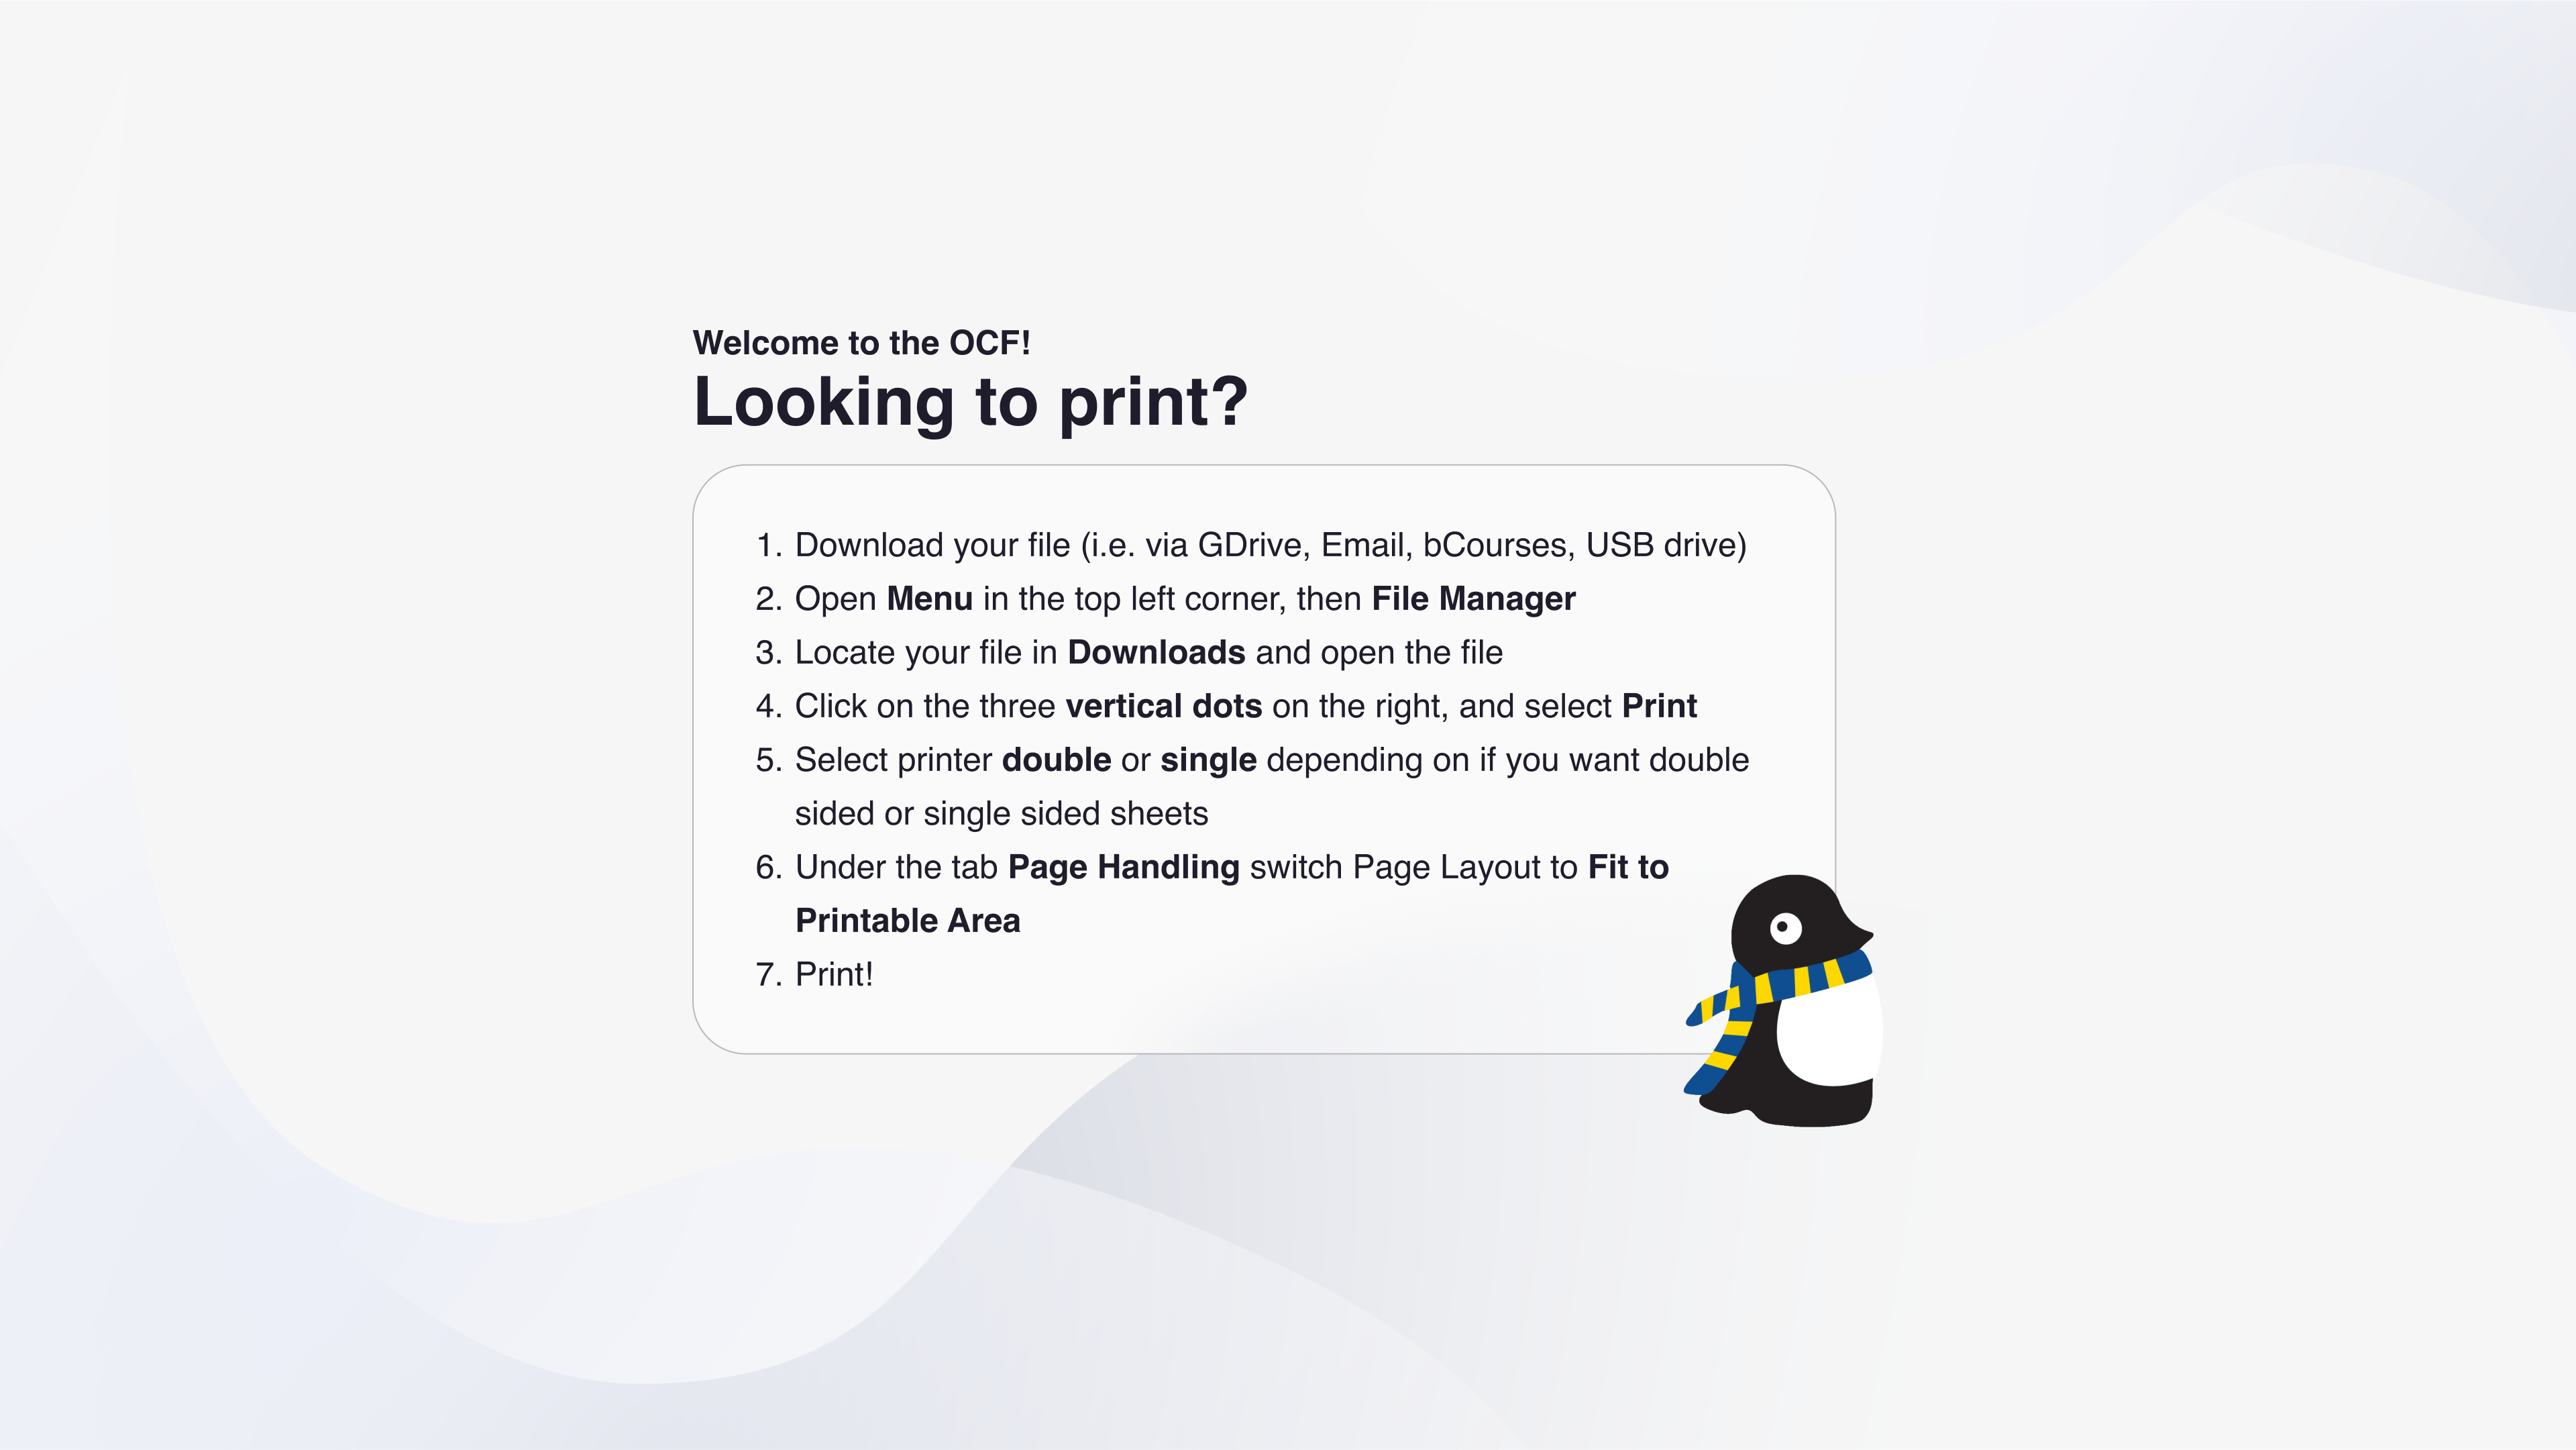 Welcome to the OCF!
Looking to print?
1. Download your file (i.e. via GDrive, Email, bCourses, USB drive)
2. Open Menu in the top left corner, then File Manager
3. Locate your file in Downloads and open the file
4. Click on the three vertical dots on the right, and select Print
5. Select printer double or single depending on if you want double
sided or single sided sheets
6. Under the tab Page Handling switch Page Layout to Fit to
Printable Area
7. Print!